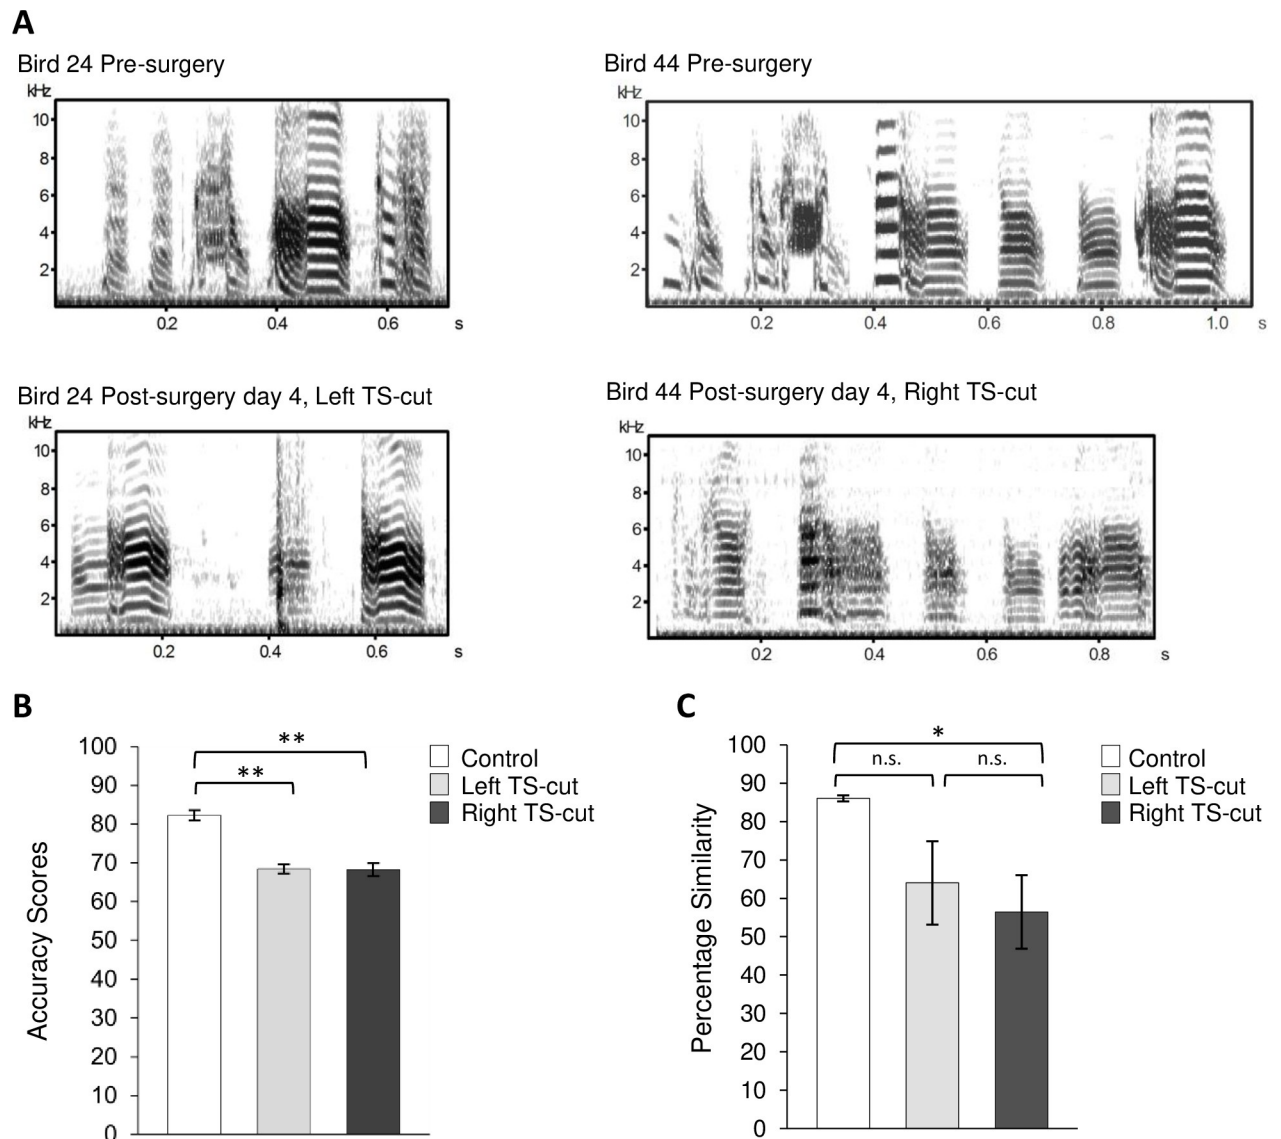 A
Bird 24 Pre-surgery
kHz
10
8
6
4
2
0.2 0.4 0.6 s
Bird 44 Pre-surgery
kHz
10
8
6
4
2
0.2 0.4 0.6 0.8 1.0 s
Bird 24 Post-surgery day 4, Left TS-cut
kHz
10
8
6
4
2
0.2 0.4 0.6 s
Bird 44 Post-surgery day 4, Right TS-cut
kHz
10
8
6
4
2
0.2 0.4 0.6 0.8 s
B
Accuracy Scores
100
90
80
70
60
50
40
30
20
10
0
**
**
Control
Left TS-cut
Right TS-cut
C
Percentage Similarity
100
90
80
70
60
50
40
30
20
10
0
*
n.s. n.s.
Control
Left TS-cut
Right TS-cut